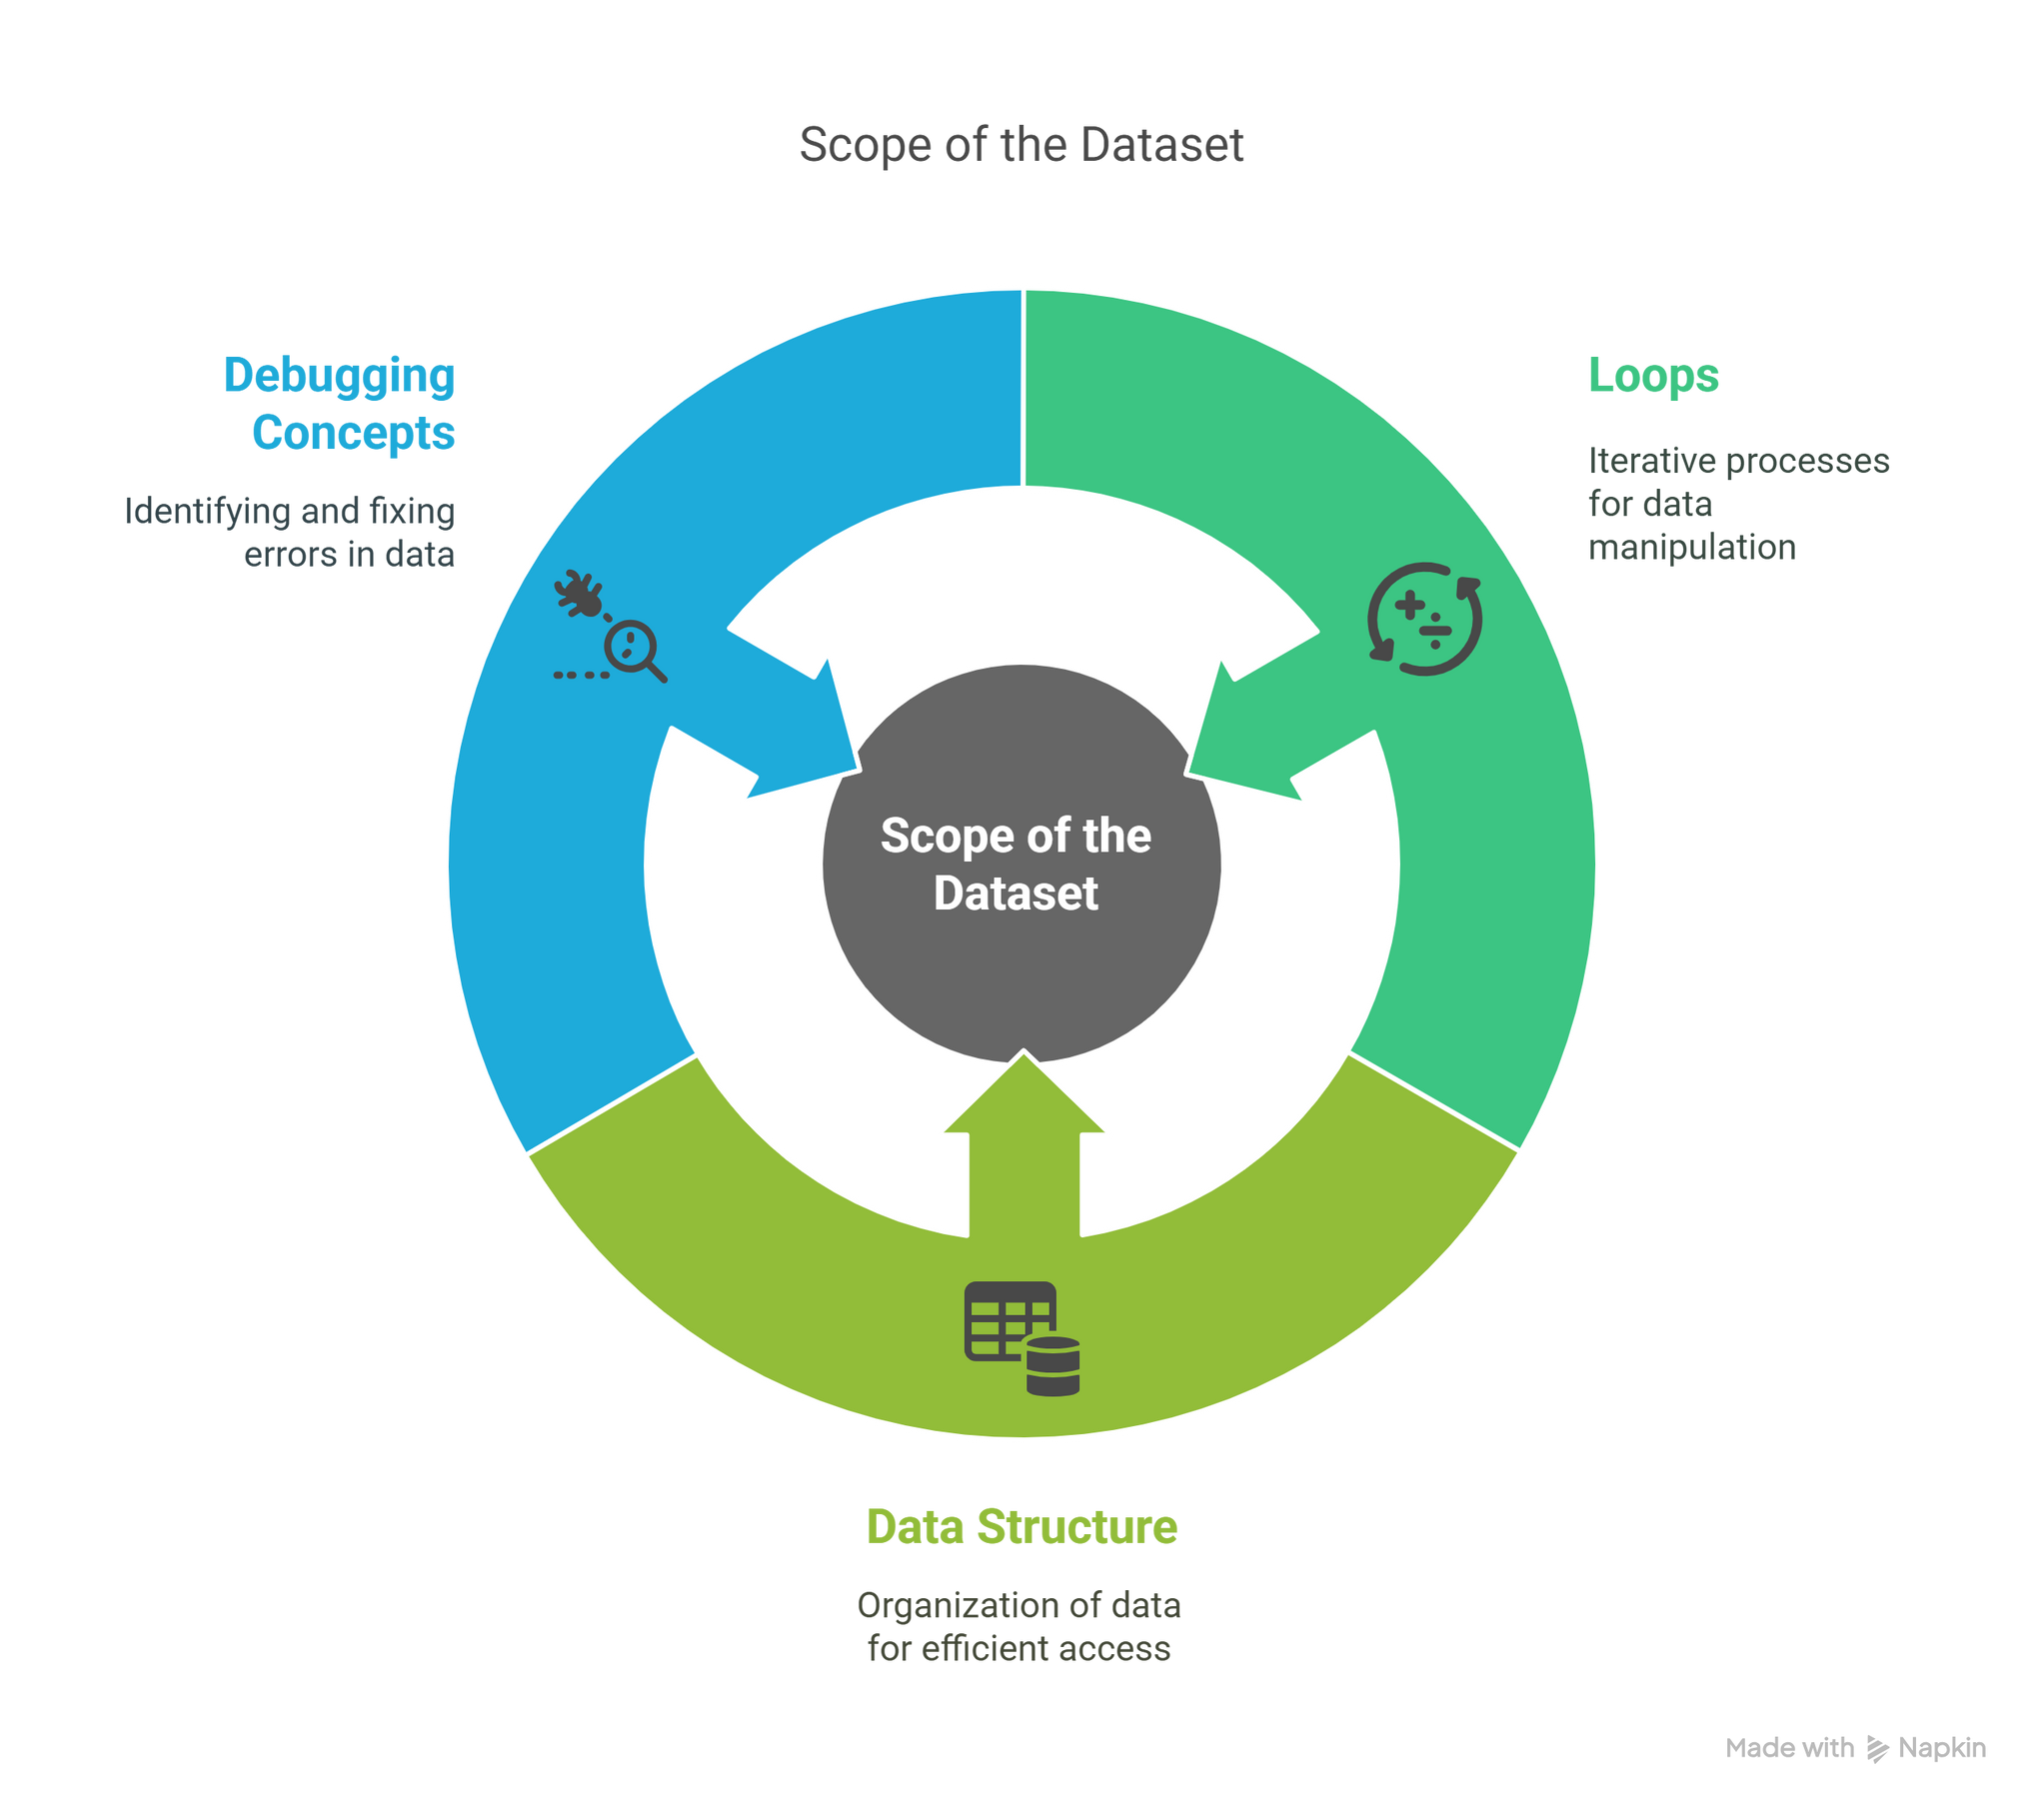 Scope of the Dataset
Debugging
Concepts
Identifying and fixing
errors in data
Loops
Iterative processes
for data
manipulation
Scope of the
Dataset
Data Structure
Organization of data
for efficient access
Made with Napkin